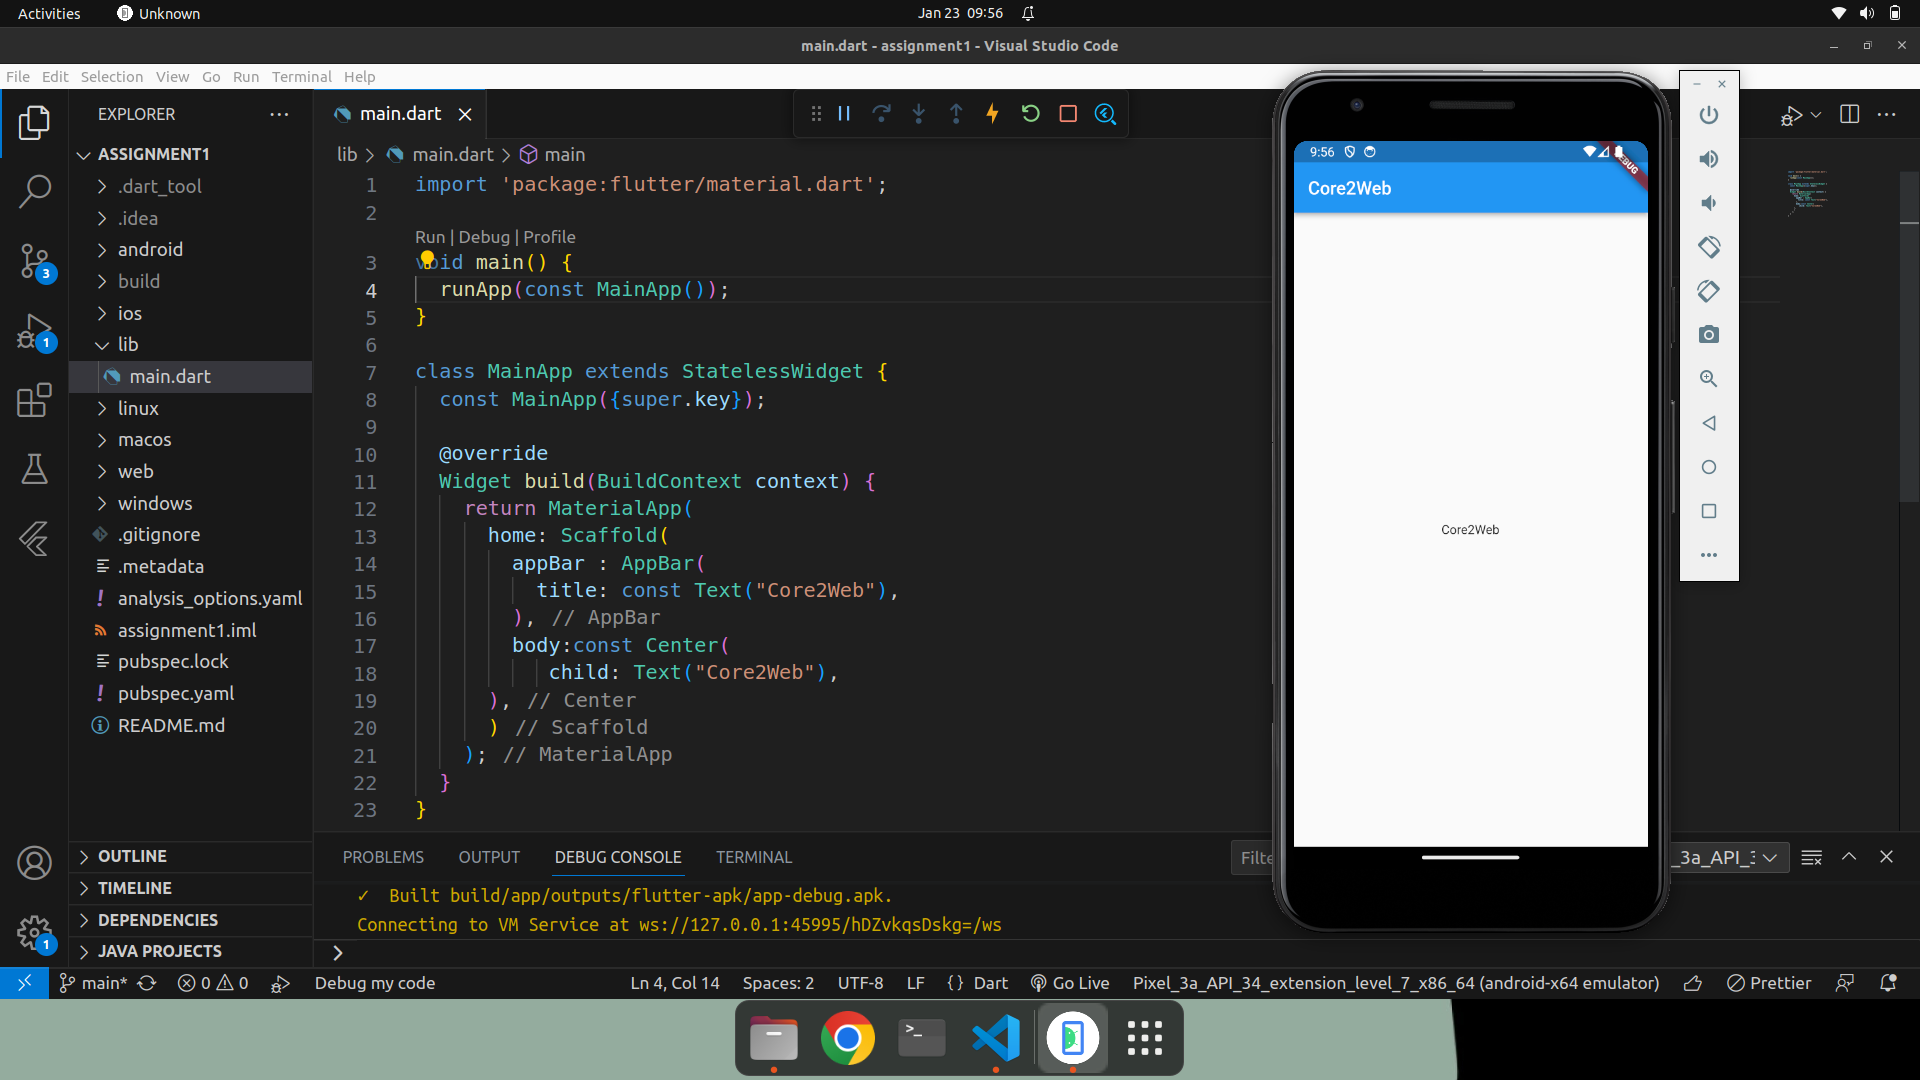 Activities
Unknown
Jan 23 09:56
main.dart - assignment1 - Visual Studio Code
File Edit Selection View Go Run Terminal Help
EXPLORER
ASSIGNMENT1
.dart_tool
.idea
android
build
ios
lib
main.dart
linux
macos
web
windows
.gitignore
.metadata
analysis_options.yaml
assignment1.iml
pubspec.lock
pubspec.yaml
README.md
OUTLINE
TIMELINE
DEPENDENCIES
JAVA PROJECTS
3
1
1
main.dart
lib > main.dart > main
1 import 'package:flutter/material.dart';
2
Run | Debug | Profile
3 void main() {
4 runApp(const MainApp());
5 }
6
7 class MainApp extends StatelessWidget {
8 const MainApp({super.key});
9
10 @override
11 Widget build(BuildContext context) {
12 return MaterialApp(
13 home: Scaffold(
14 appBar : AppBar(
15 title: const Text("Core2Web"),
16 ), // AppBar
17 body:const Center(
18 child: Text("Core2Web"),
19 ), // Center
20 ) // Scaffold
21 ); // MaterialApp
22 }
23 }
9:56
DEBUG
Core2Web
Core2Web
PROBLEMS OUTPUT DEBUG CONSOLE TERMINAL
Filte
_3a_API_3
✓ Built build/app/outputs/flutter-apk/app-debug.apk.
Connecting to VM Service at ws://127.0.0.1:45995/hDZvkqsDskg=/ws
>
main* 0 0 Debug my code Ln 4, Col 14 Spaces: 2 UTF-8 LF {} Dart Go Live Pixel_3a_API_34_extension_level_7_x86_64 (android-x64 emulator) Prettier